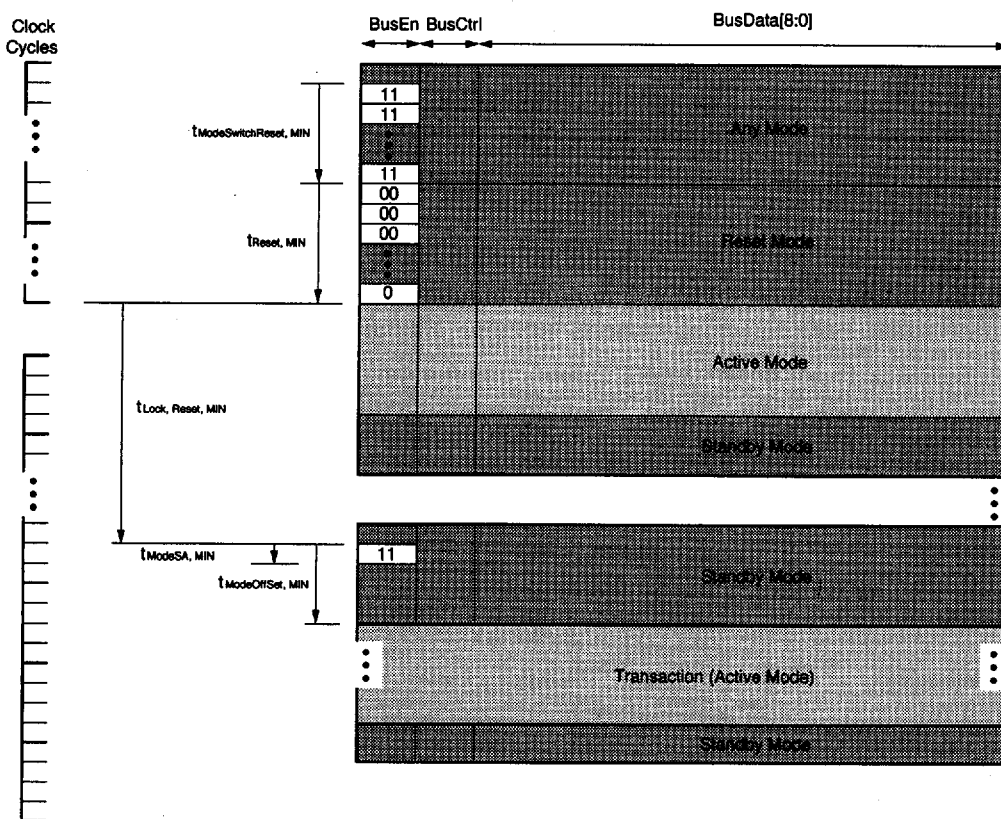 Clock
Cycles
BusEn BusCtrl
BusData[8:0]
11
11
tModeSwitchReset, MIN
Any Mode
11
00
00
00
tReset, MIN
Reset Mode
0
Active Mode
tLock, Reset, MIN
Standby Mode
tModeSA, MIN
11
tModeOffSet, MIN
Standby Mode
Transaction (Active Mode)
Standby Mode